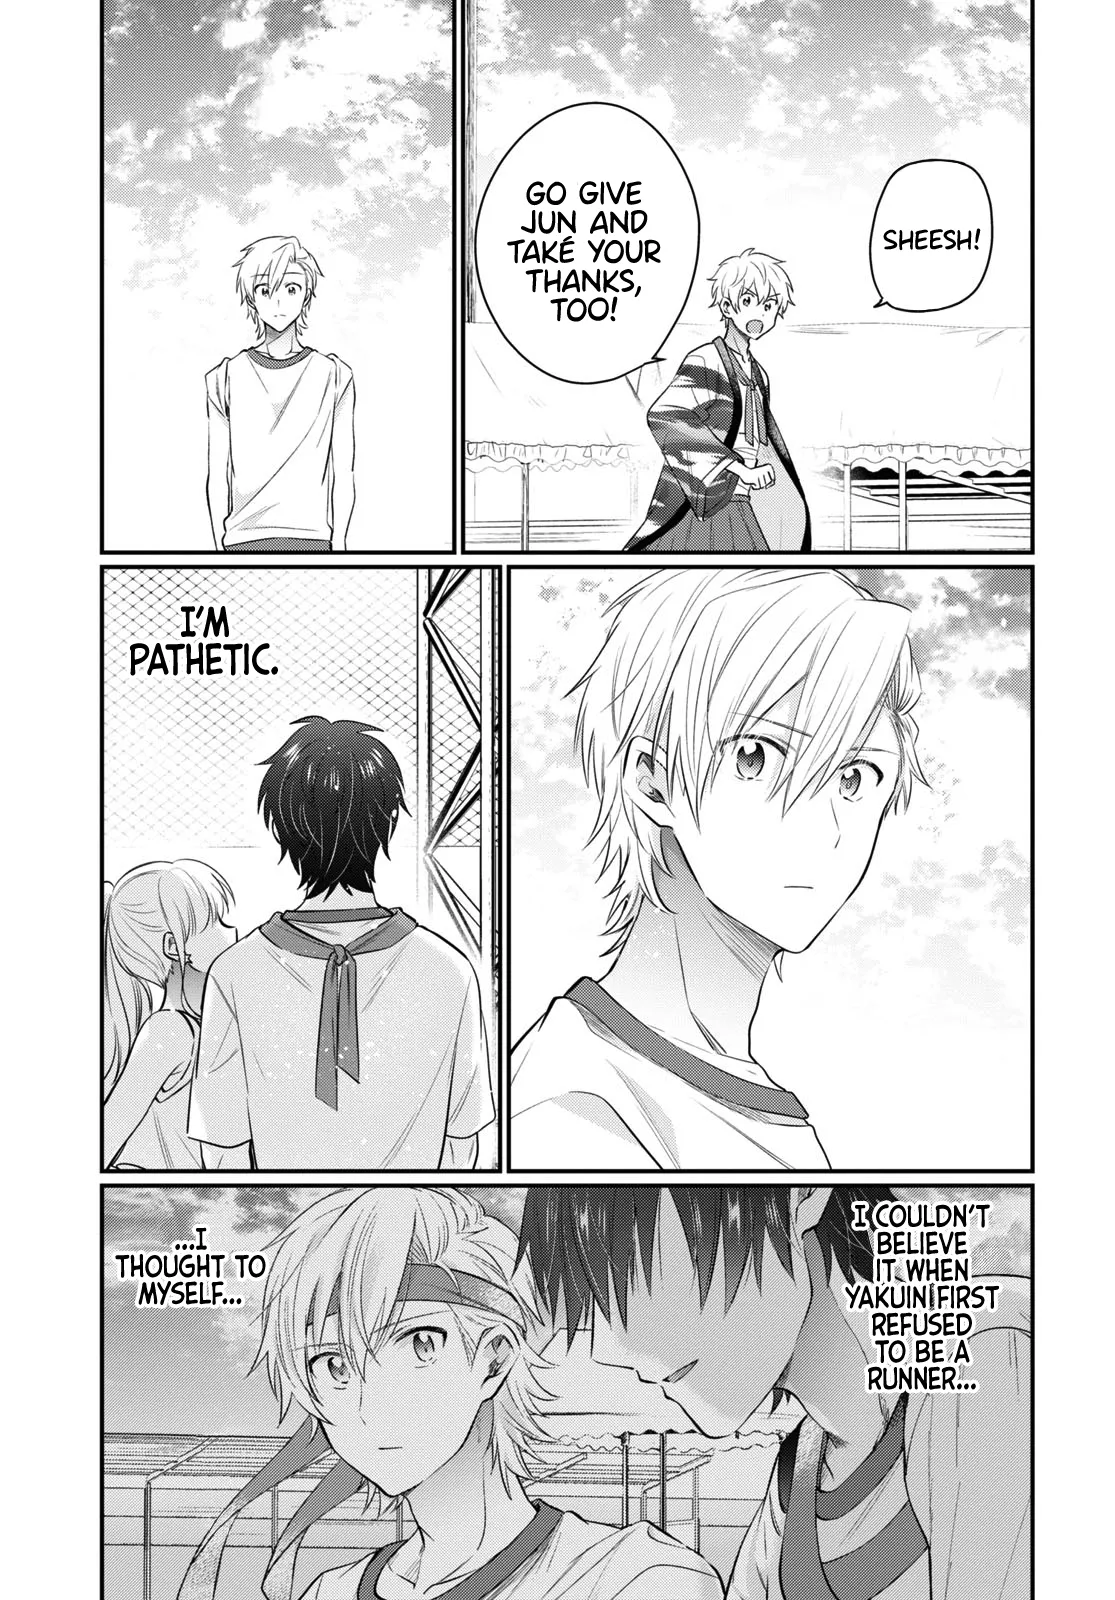 SHEESH!
GO GIVE
JUN AND
TAKÉ YOUR
THANKS,
TOO!
I'M
PATHETIC.
I COULDN'T
BELIEVE
IT WHEN
YAKUIN FIRST
REFUSED
TO BE A
RUNNER...
...I
THOUGHT TO
MYSELF...